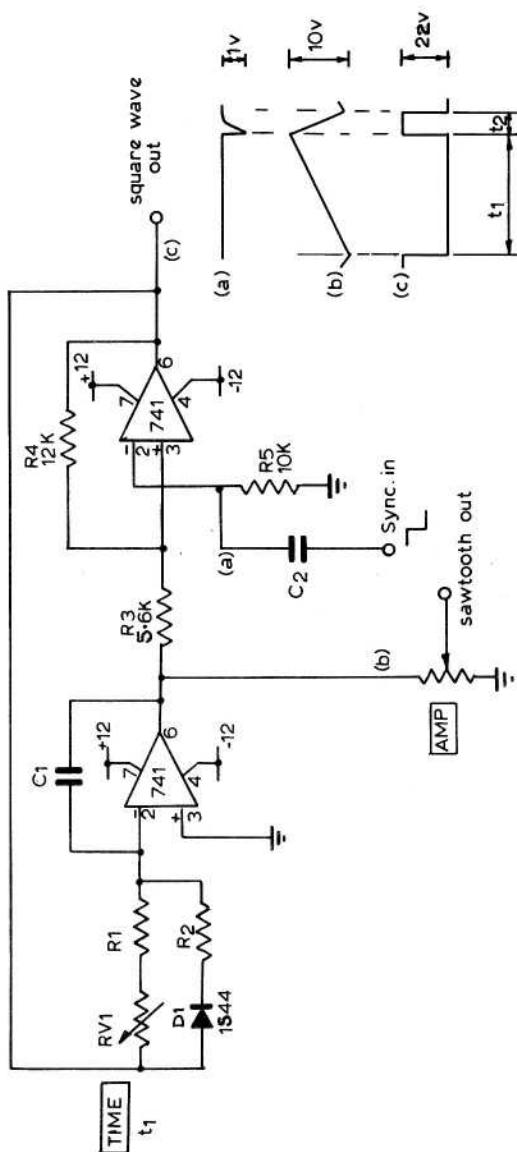 square wave
out
(c)
R4
12K
+12
7
741
6
4
-12
-
2
+
3
R5
10K
(a)
C2
Sync. in
R3
5·6K
C1
+12
7
741
6
4
-12
-
2
+
3
(b)
AMP
sawtooth out
R1
RV1
R2
D1
1S44
TIME
t1
(a)
1v
(b)
10v
(c)
22v
t1
t2